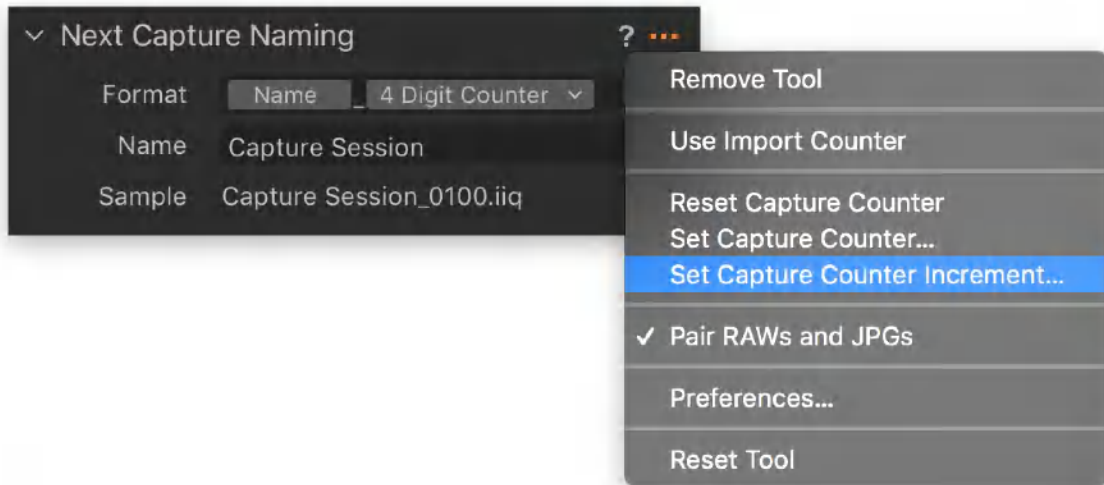 Next Capture Naming ?
Format Name _ 4 Digit Counter
Name Capture Session
Sample Capture Session_0100.iiq
Remove Tool
Use Import Counter
Reset Capture Counter
Set Capture Counter...
Set Capture Counter Increment...
✓ Pair RAWs and JPGs
Preferences...
Reset Tool